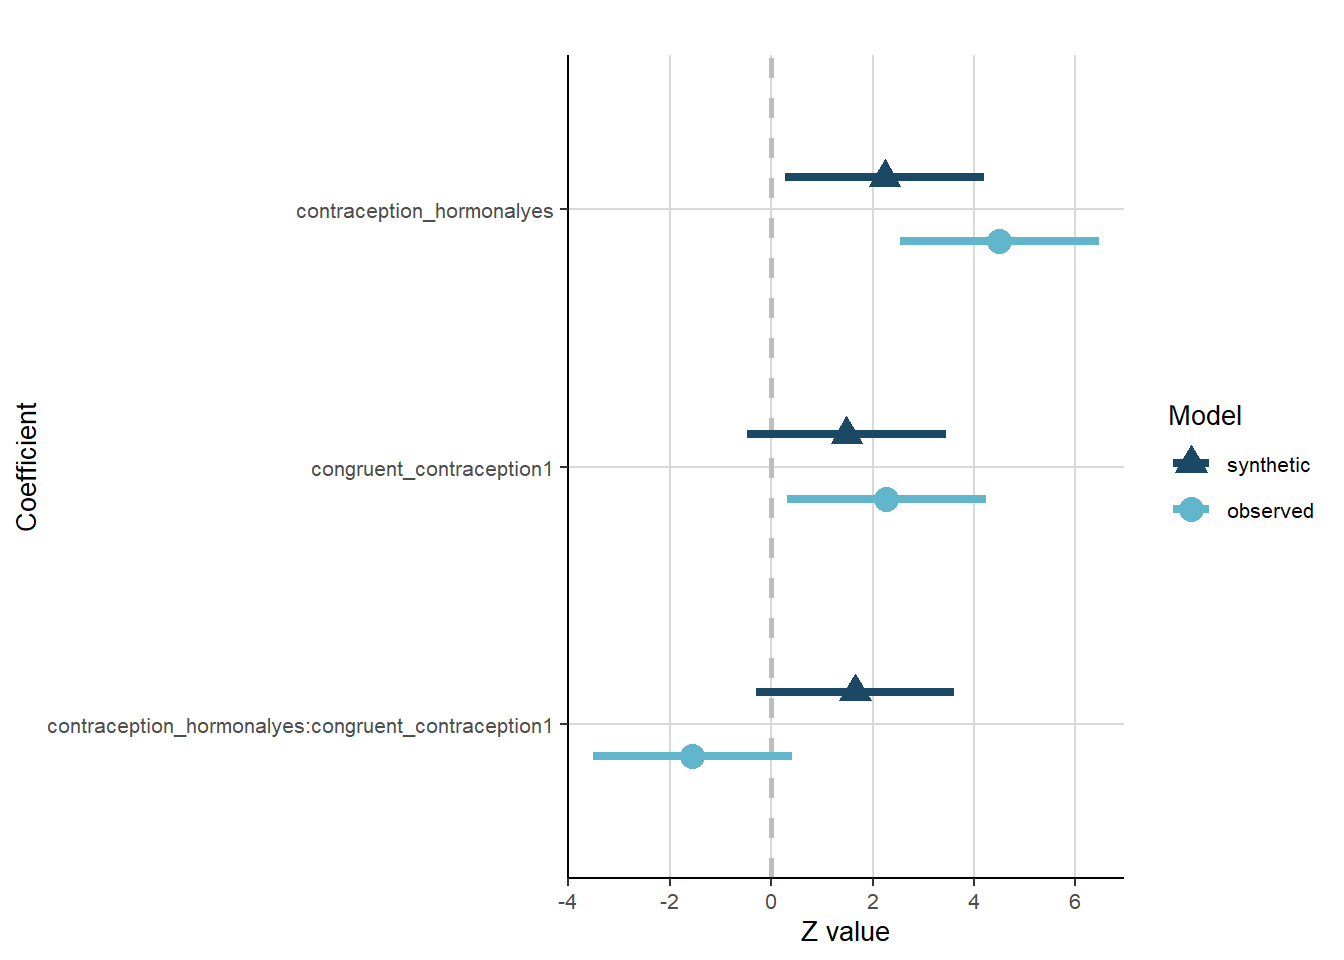 contraception_hormonalyes
congruent_contraception1
contraception_hormonalyes:congruent_contraception1
Coefficient
-4 -2 0 2 4 6
Z value
Model
synthetic
observed